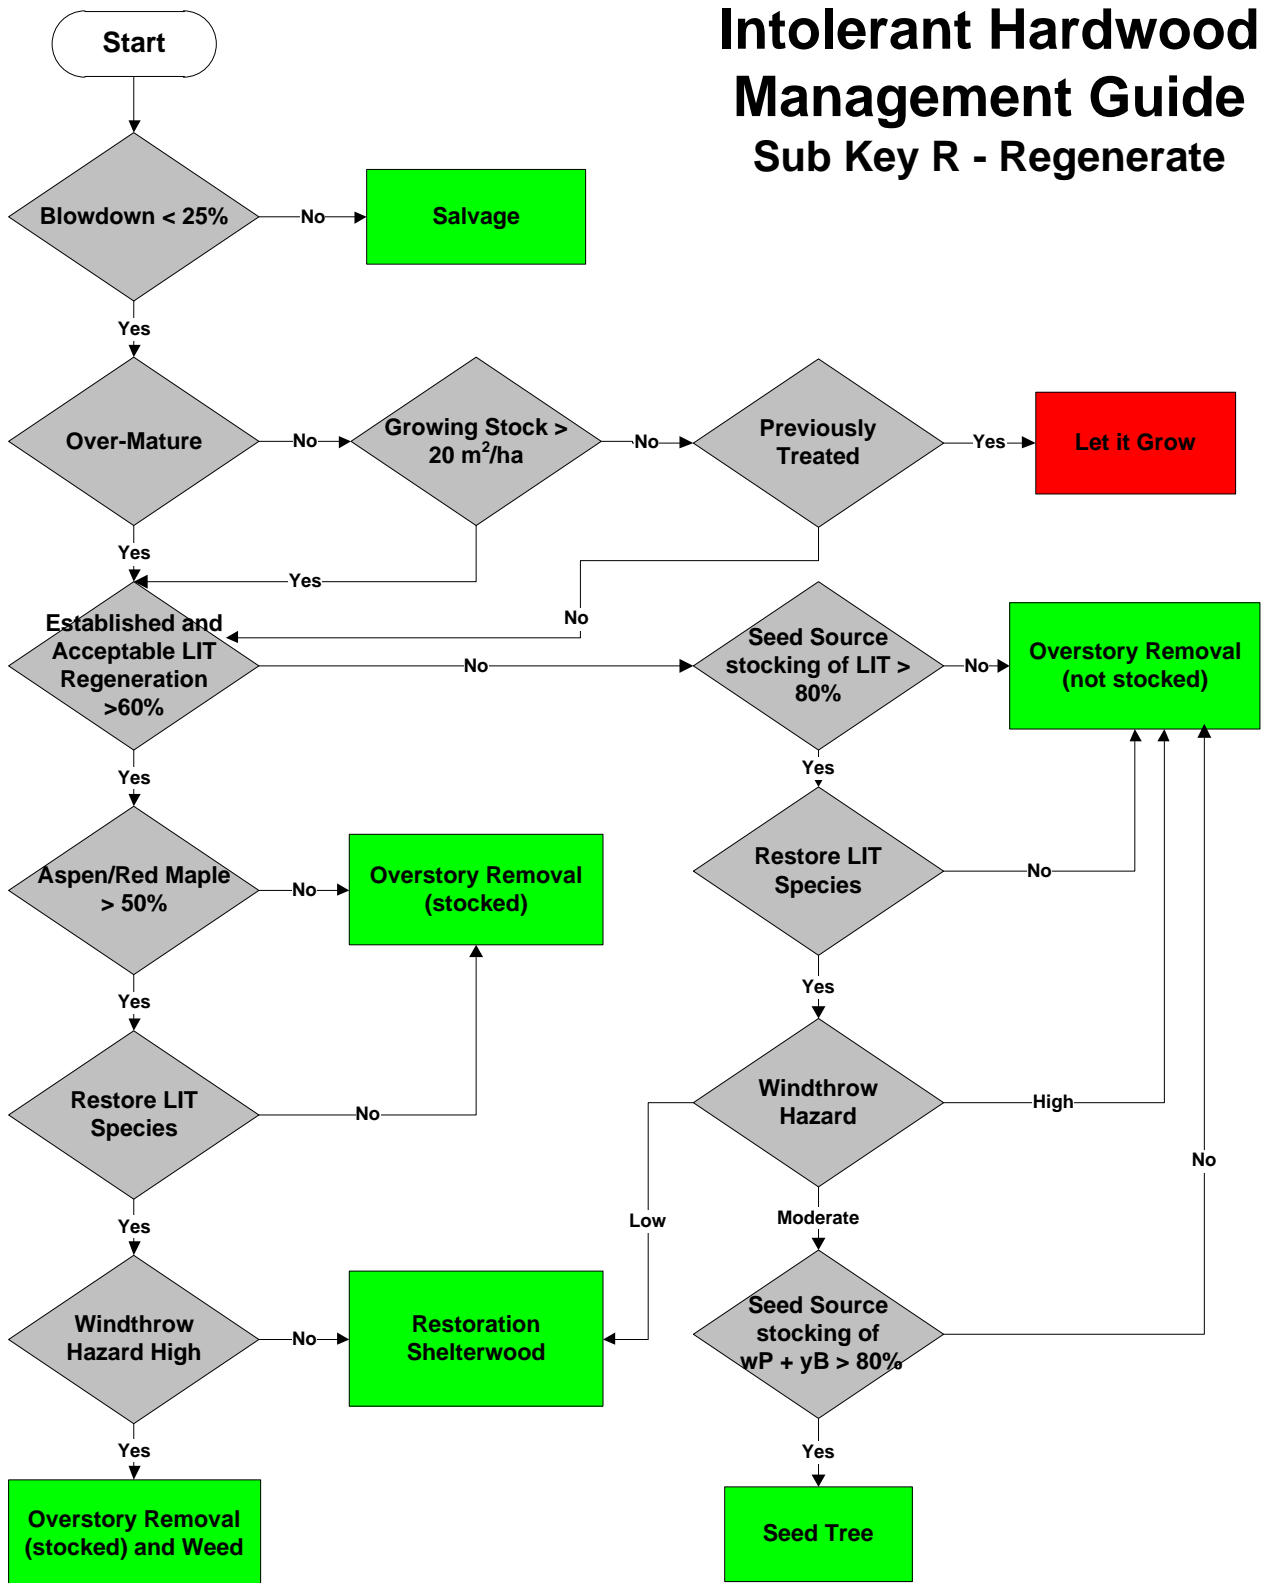 Intolerant Hardwood
Management Guide
Sub Key R - Regenerate
Start
Blowdown < 25%
No
Salvage
Yes
Over-Mature
No
Growing Stock >
20 m²/ha
No
Previously
Treated
Yes
Let it Grow
Yes
Yes
No
Established and
Acceptable LIT
Regeneration
>60%
No
Seed Source
stocking of LIT >
80%
No
Overstory Removal
(not stocked)
Yes
Yes
Aspen/Red Maple
> 50%
No
Overstory Removal
(stocked)
Restore LIT
Species
No
Yes
Yes
Restore LIT
Species
No
Windthrow
Hazard
High
No
Yes
Low
Moderate
Windthrow
Hazard High
No
Restoration
Shelterwood
Seed Source
stocking of
wP + yB > 80%
Yes
Yes
Overstory Removal
(stocked) and Weed
Seed Tree